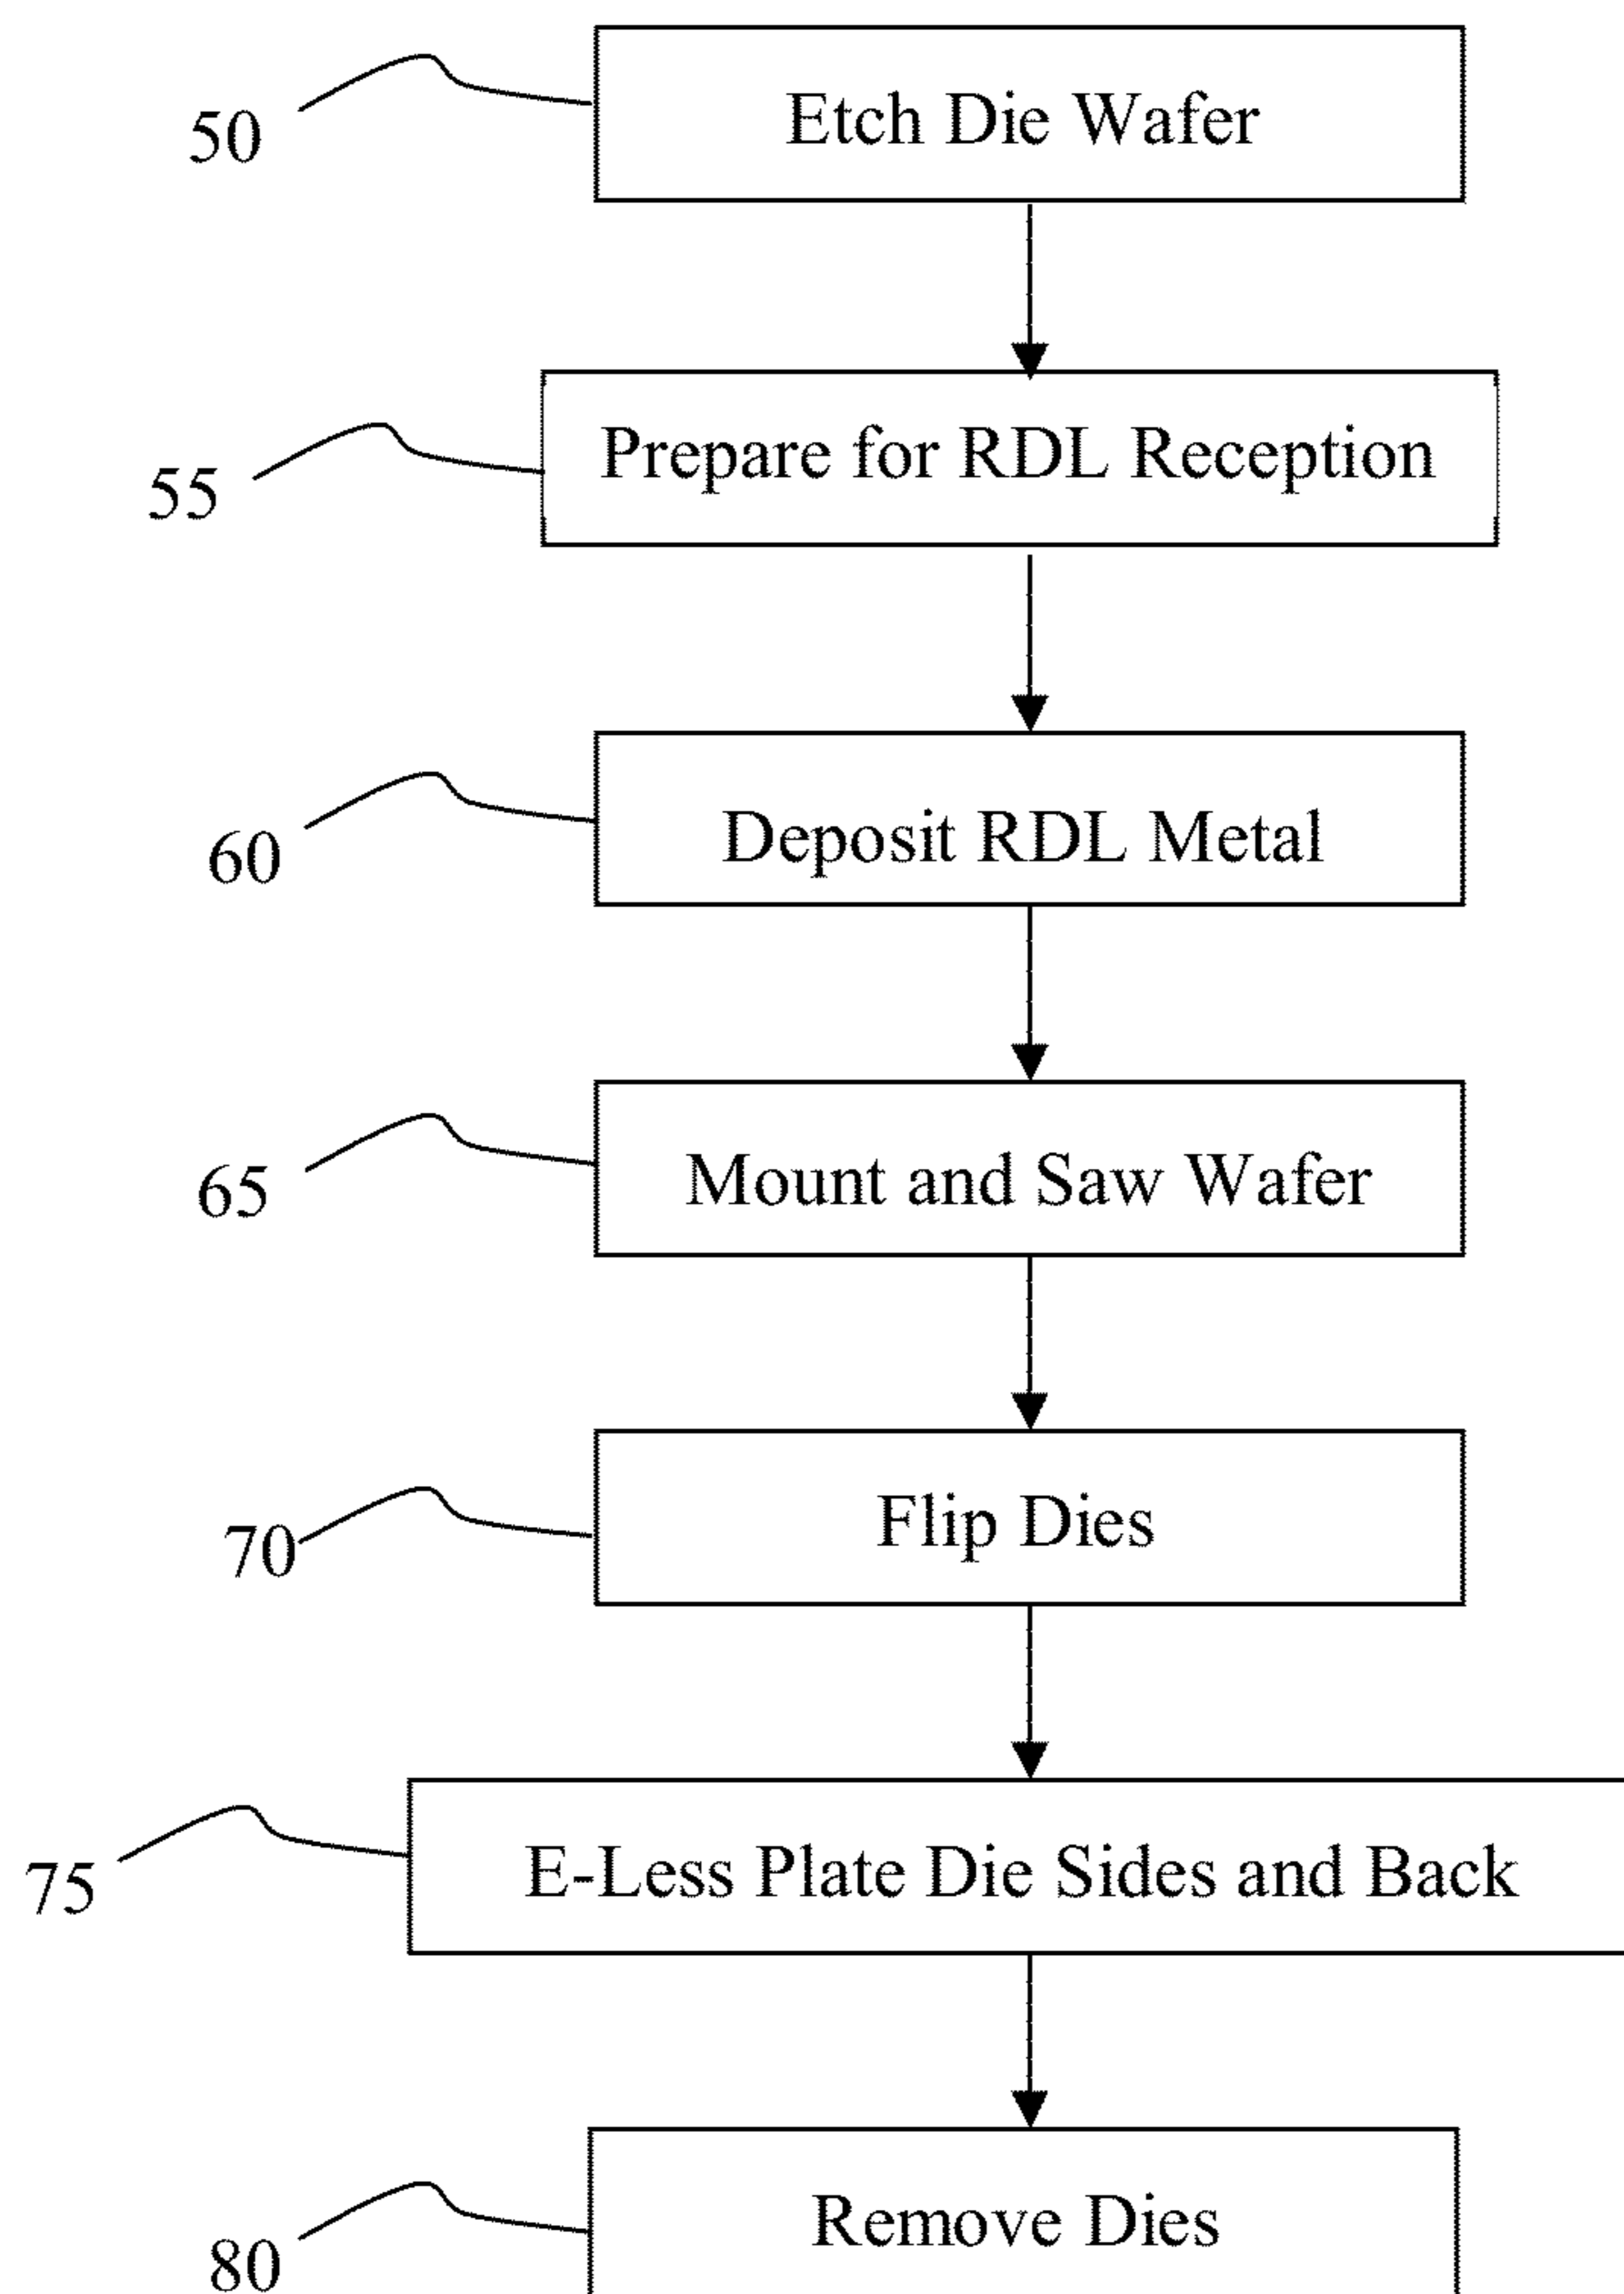 Etch Die Wafer
50
Prepare for RDL Reception
55
Deposit RDL Metal
60
Mount and Saw Wafer
65
Flip Dies
70
E-Less Plate Die Sides and Back
75
Remove Dies
80